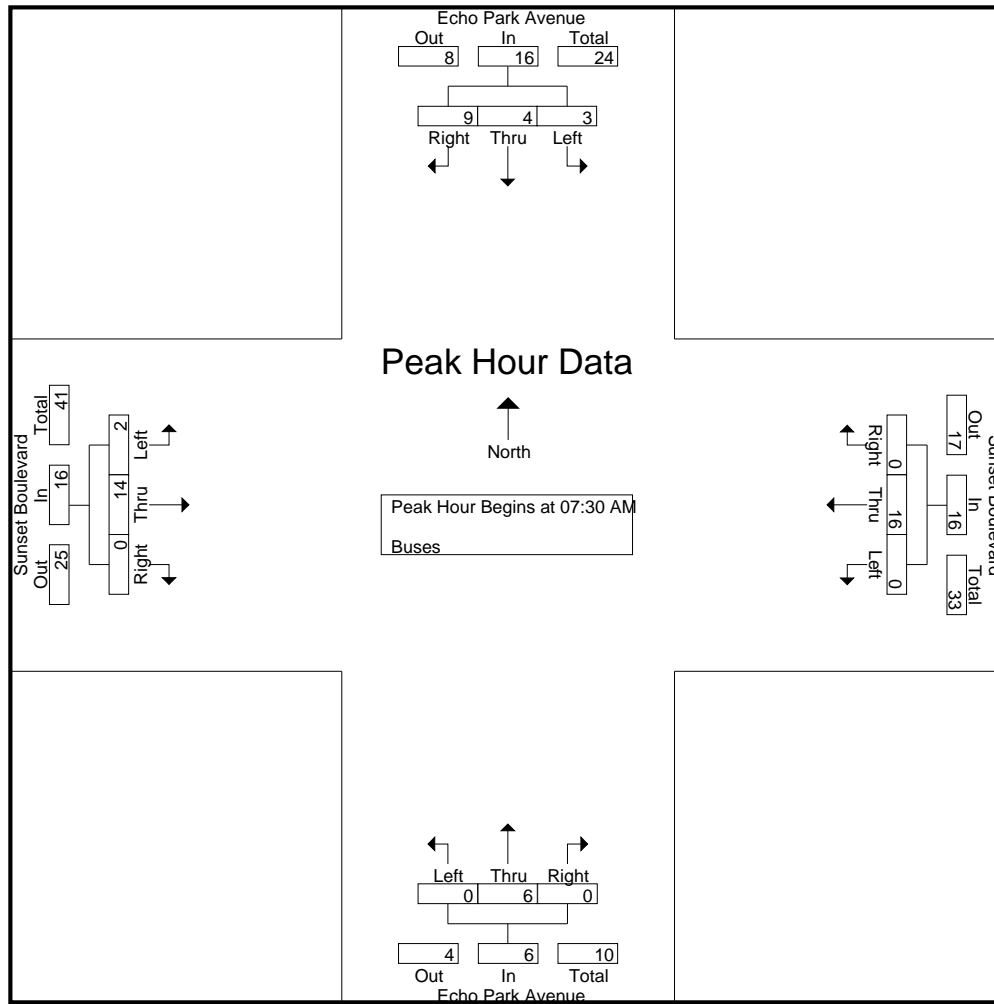 Echo Park Avenue
Out In Total
8 16 24
9 4 3
Right Thru Left
Peak Hour Data
North
Peak Hour Begins at 07:30 AM
Buses
Sunset Boulevard
Out In Total
25 16 41
0 14 2
Right Thru Left
Sunset Boulevard
Out In Total
17 16 33
0 16 0
Right Thru Left
Left Thru Right
0 6 0
4 6 10
Out In Total
Echo Park Avenue